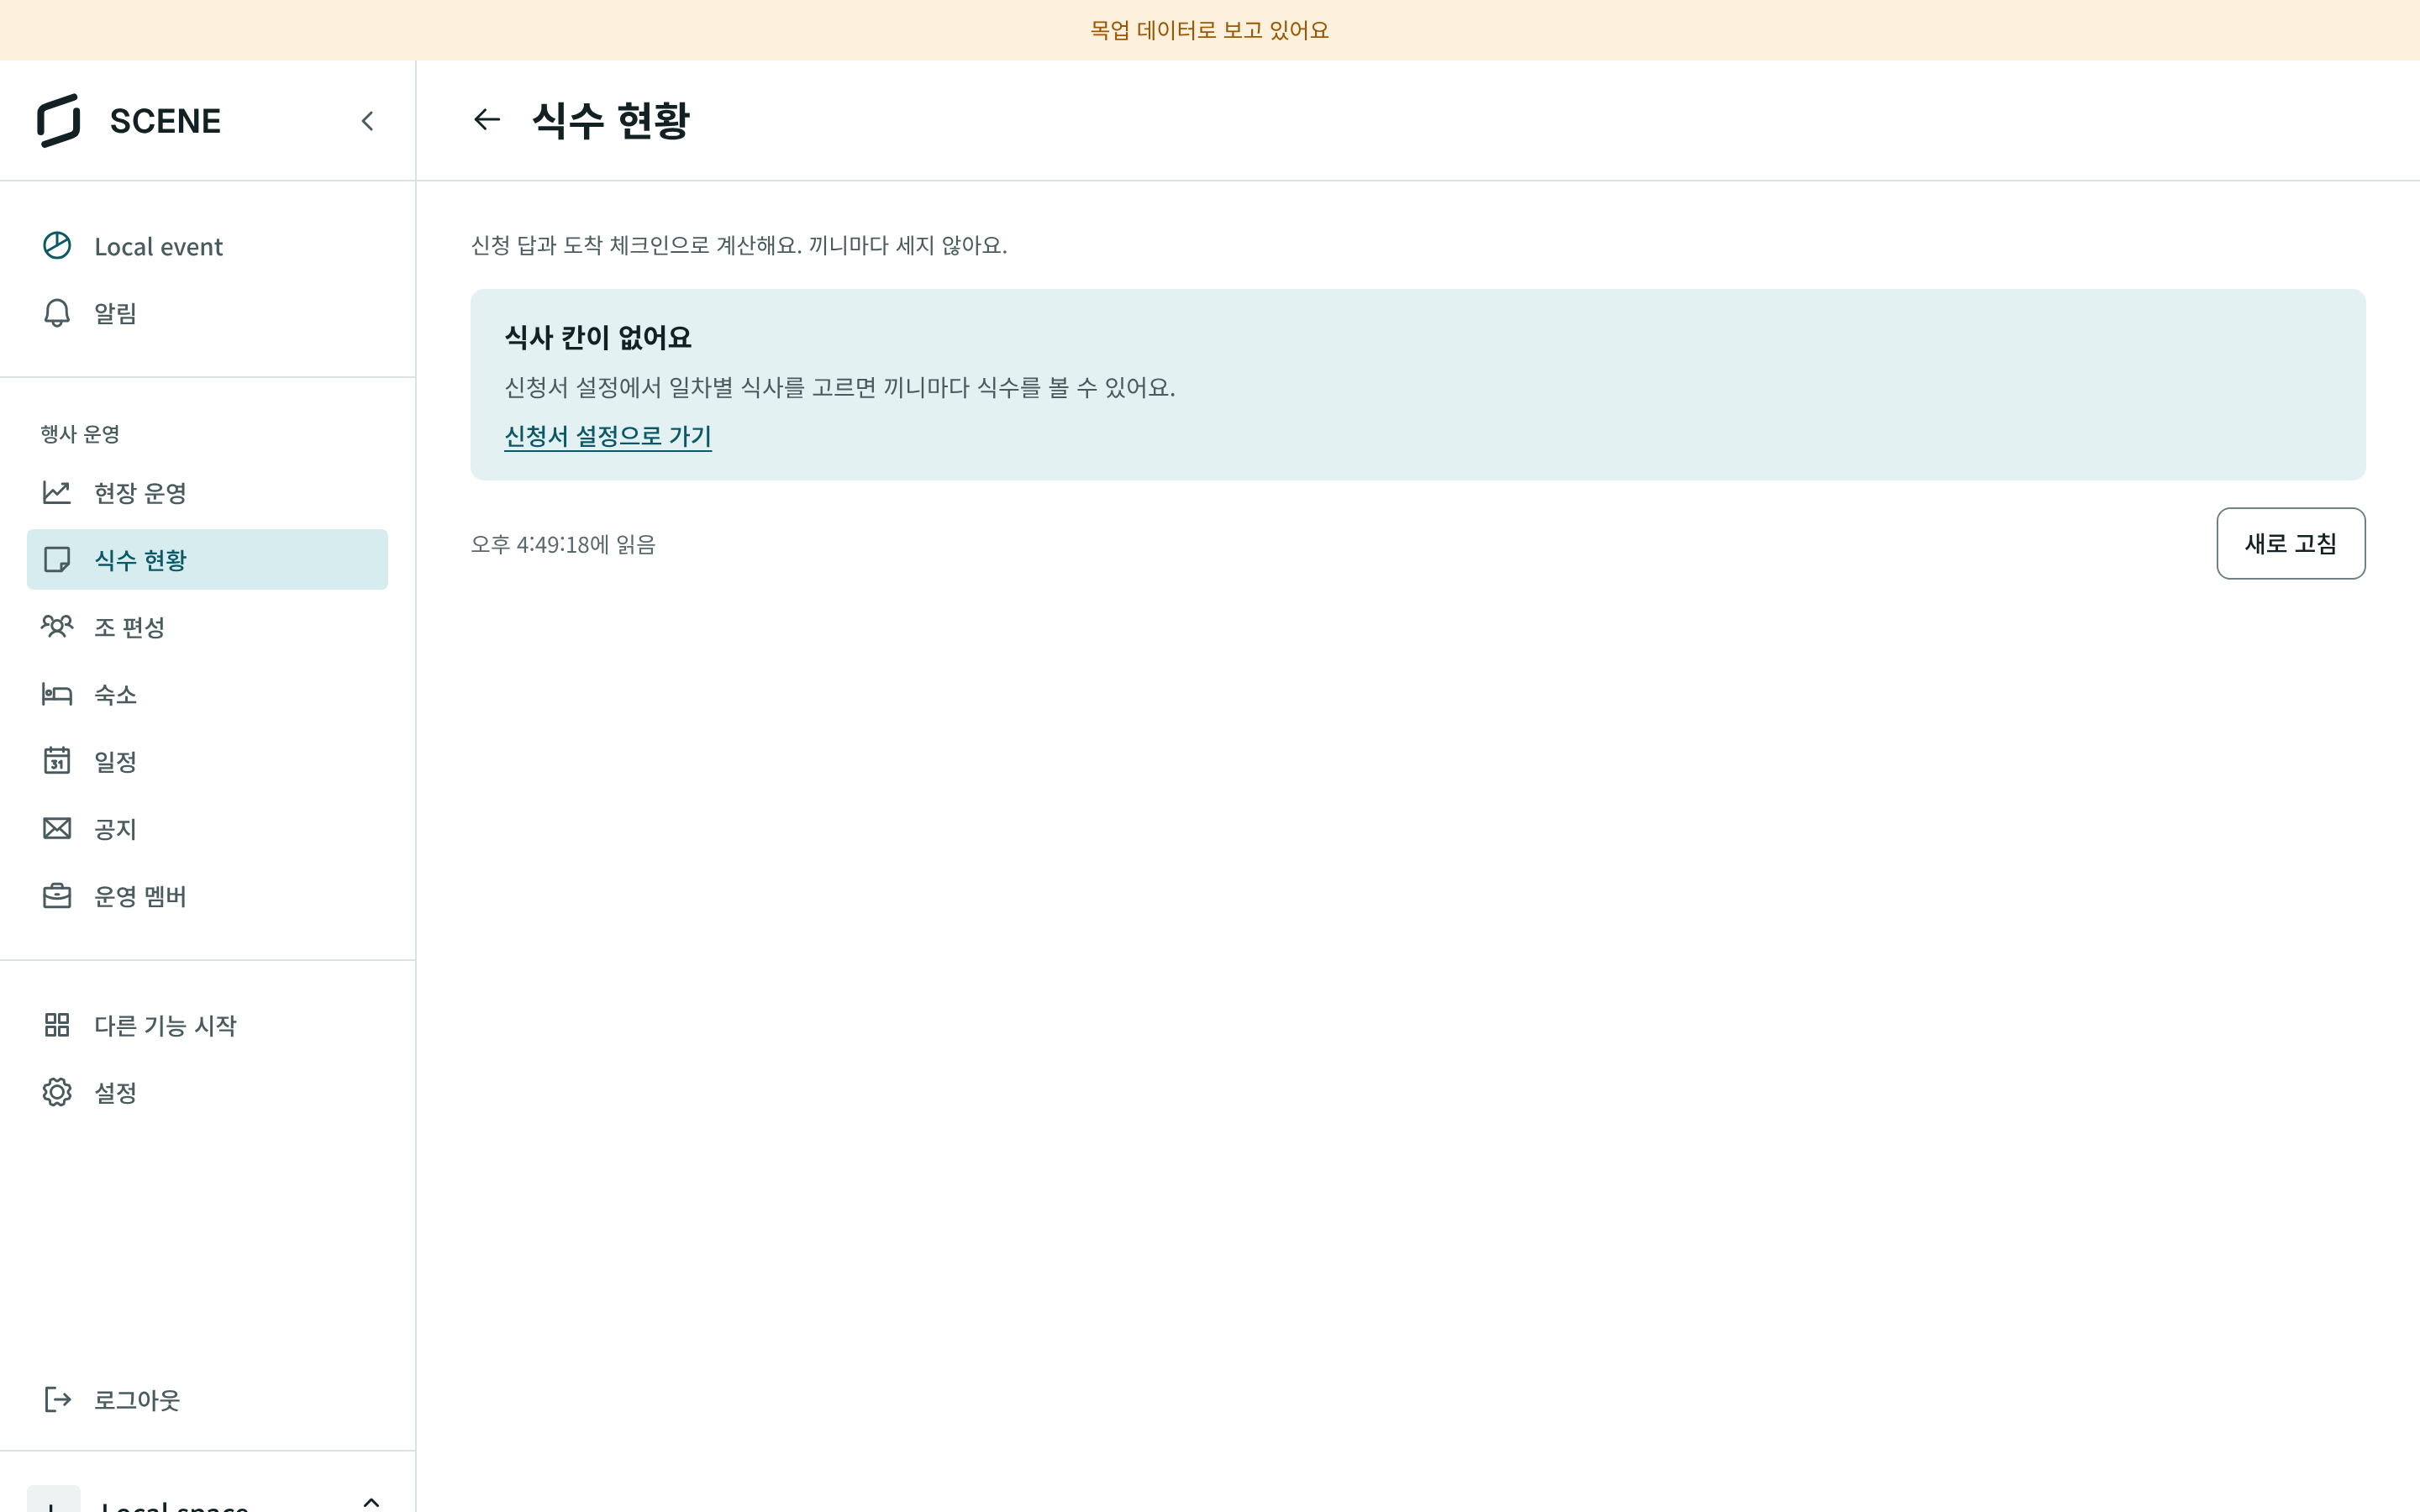 목업 데이터로 보고 있어요
SCENE
식수 현황
Local event
알림
행사 운영
현장 운영
식수 현황
조 편성
숙소
31
일정
공지
운영 멤버
다른 기능 시작
설정
로그아웃
Local space
신청 답과 도착 체크인으로 계산해요. 끼니마다 세지 않아요.
식사 칸이 없어요
신청서 설정에서 일차별 식사를 고르면 끼니마다 식수를 볼 수 있어요.
신청서 설정으로 가기
오후 4:49:18에 읽음
새로 고침